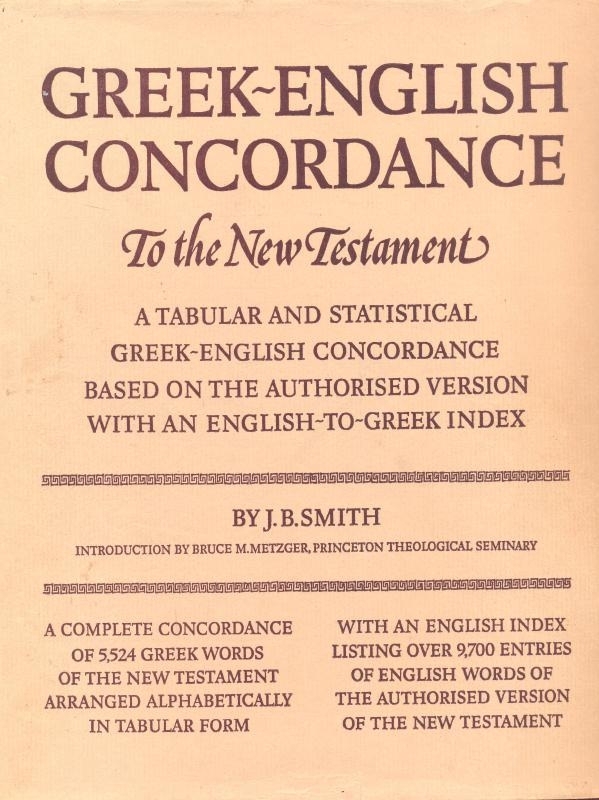 GREEK~ENGLISH
CONCORDANCE
To the New Testament
A TABULAR AND STATISTICAL
GREEK~ENGLISH CONCORDANCE
BASED ON THE AUTHORISED VERSION
WITH AN ENGLISH~TO~GREEK INDEX
BY J.B.SMITH
INTRODUCTION BY BRUCE M.METZGER, PRINCETON THEOLOGICAL SEMINARY
A COMPLETE CONCORDANCE
OF 5,524 GREEK WORDS
OF THE NEW TESTAMENT
ARRANGED ALPHABETICALLY
IN TABULAR FORM
WITH AN ENGLISH INDEX
LISTING OVER 9,700 ENTRIES
OF ENGLISH WORDS OF
THE AUTHORISED VERSION
OF THE NEW TESTAMENT